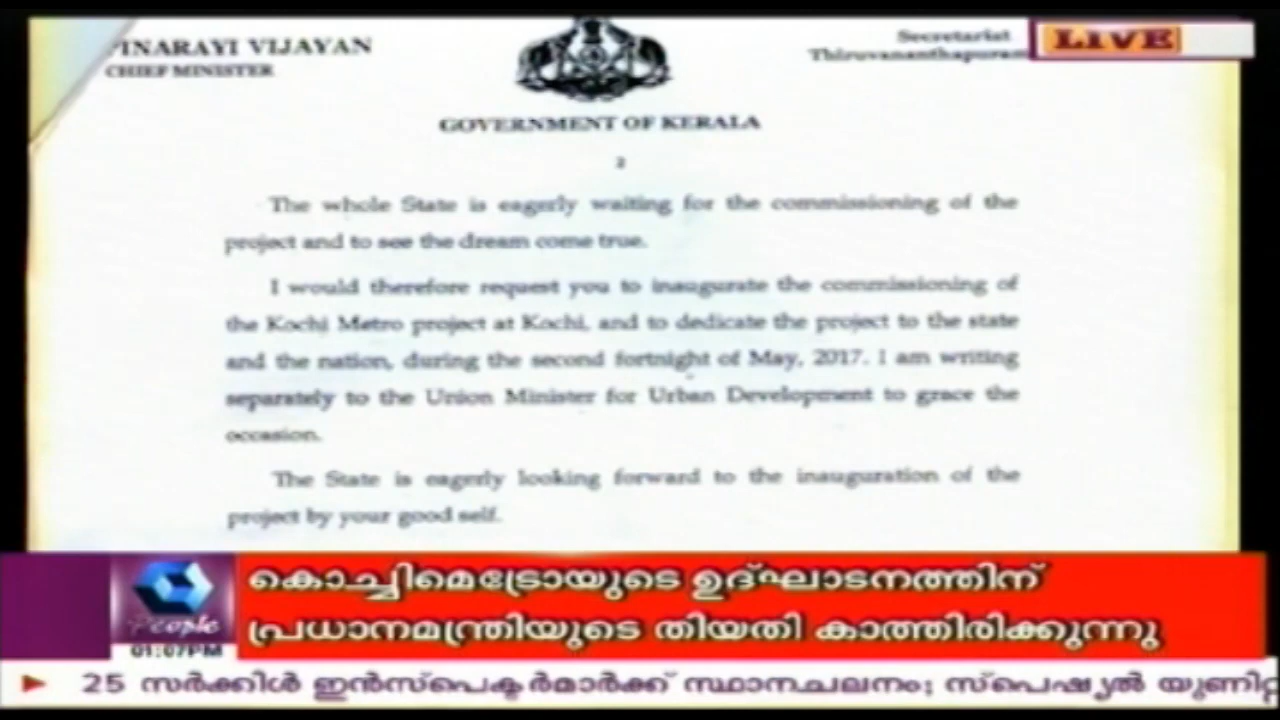 PINARAYI VIJAYAN
CHIEF MINISTER
Secretariat
Thiruvananthapuram
LIVE
GOVERNMENT OF KERALA
2
The whole State is eagerly waiting for the commissioning of the
project and to see the dream come true.
I would therefore request you to inaugurate the commissioning of
the Kochi Metro project at Kochi, and to dedicate the project to the state
and the nation, during the second fortnight of May, 2017. I am writing
separately to the Union Minister for Urban Development to grace the
occasion.
The State is eagerly looking forward to the inauguration of the
project by your good self.
കൊച്ചിമെട്രോയുടെ ഉദ്ഘാടനത്തിന്
പ്രധാനമന്ത്രിയുടെ തിയതി കാത്തിരിക്കുന്നു
People
01:07PM
25 സർക്കിൾ ഇൻസ്പെക്ടർമാർക്ക് സ്ഥാനചലനം; സ്പെഷ്യൽ യുണിറ്റ